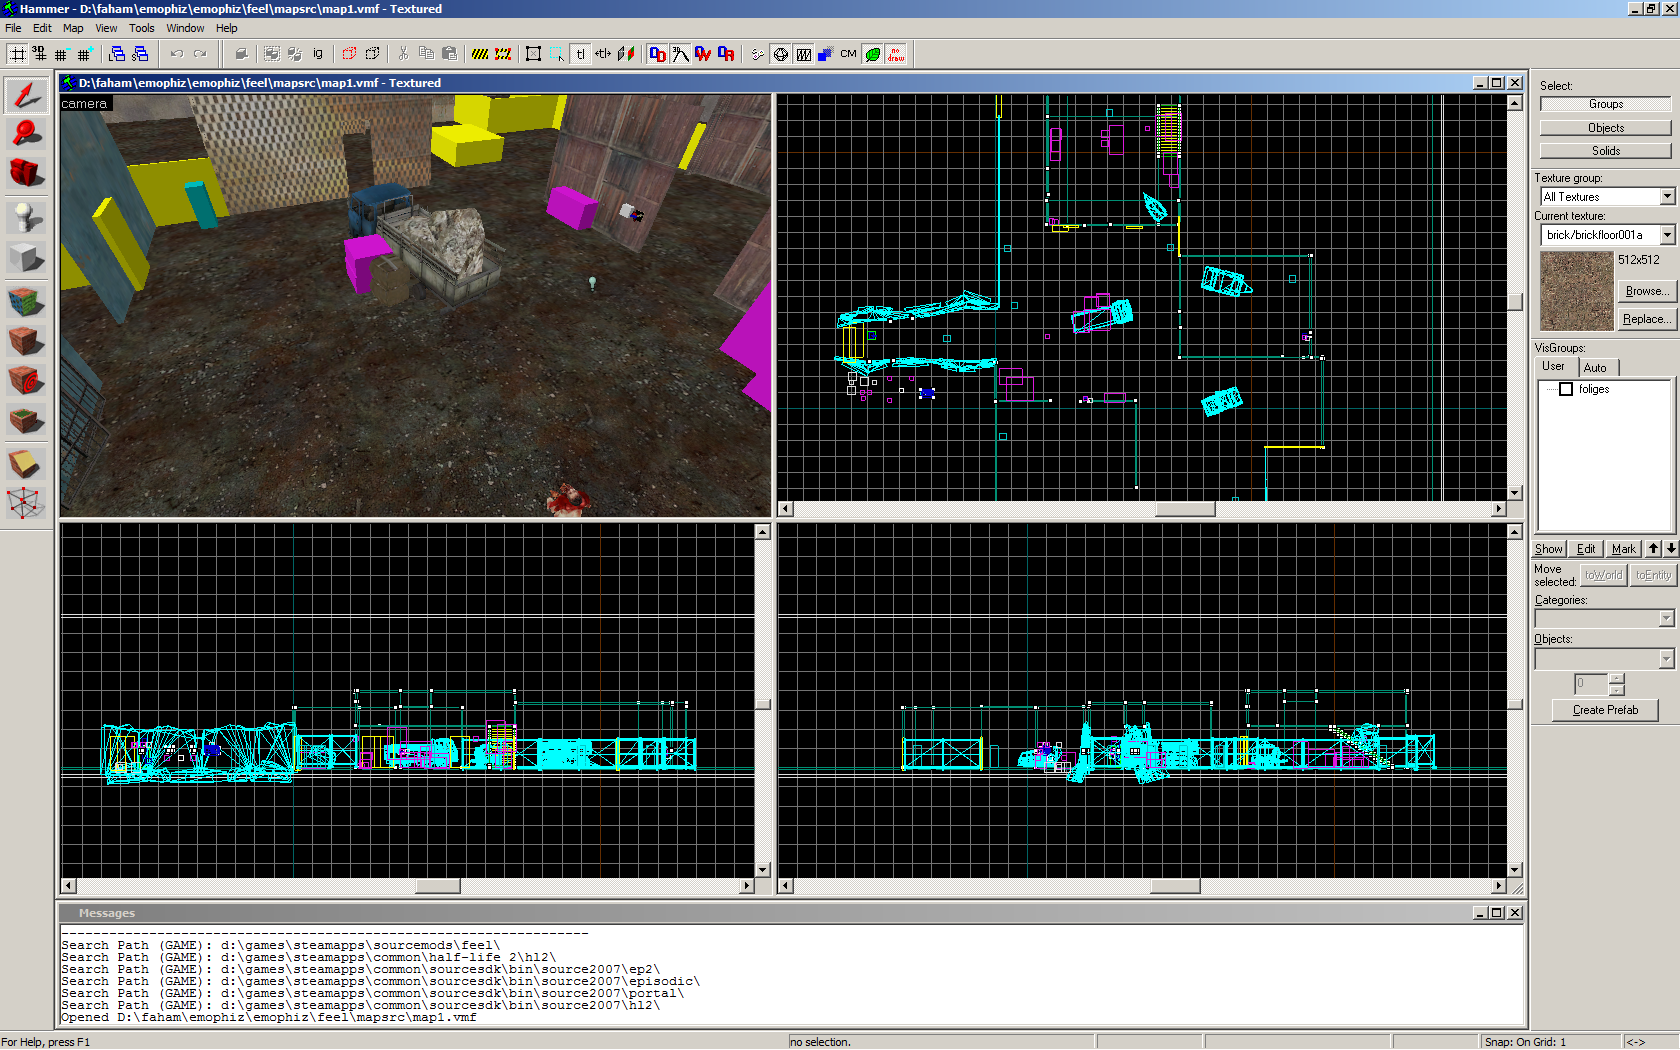 Hammer - D:\faham\emophiz\emophiz\feel\mapsrc\map1.vmf - Textured
File Edit Map View Tools Window Help
3D
ig
tl
CM
no draw
D:\faham\emophiz\emophiz\feel\mapsrc\map1.vmf - Textured
camera
Select:
Groups
Objects
Solids
Texture group:
All Textures
Current texture:
brick/brickfloor001a
512x512
Browse...
Replace...
VisGroups:
User Auto
foliges
Show Edit Mark
Move selected:
toWorld toEntity
Categories:
Objects:
0
Create Prefab
Messages
Search Path (GAME): d:\games\steamapps\sourcemods\feel\
Search Path (GAME): d:\games\steamapps\common\half-life 2\hl2\
Search Path (GAME): d:\games\steamapps\common\sourcesdk\bin\source2007\ep2\
Search Path (GAME): d:\games\steamapps\common\sourcesdk\bin\source2007\episodic\
Search Path (GAME): d:\games\steamapps\common\sourcesdk\bin\source2007\portal\
Search Path (GAME): d:\games\steamapps\common\sourcesdk\bin\source2007\hl2\
Opened D:\faham\emophiz\emophiz\feel\mapsrc\map1.vmf
For Help, press F1
no selection.
Snap: On Grid: 1
<->